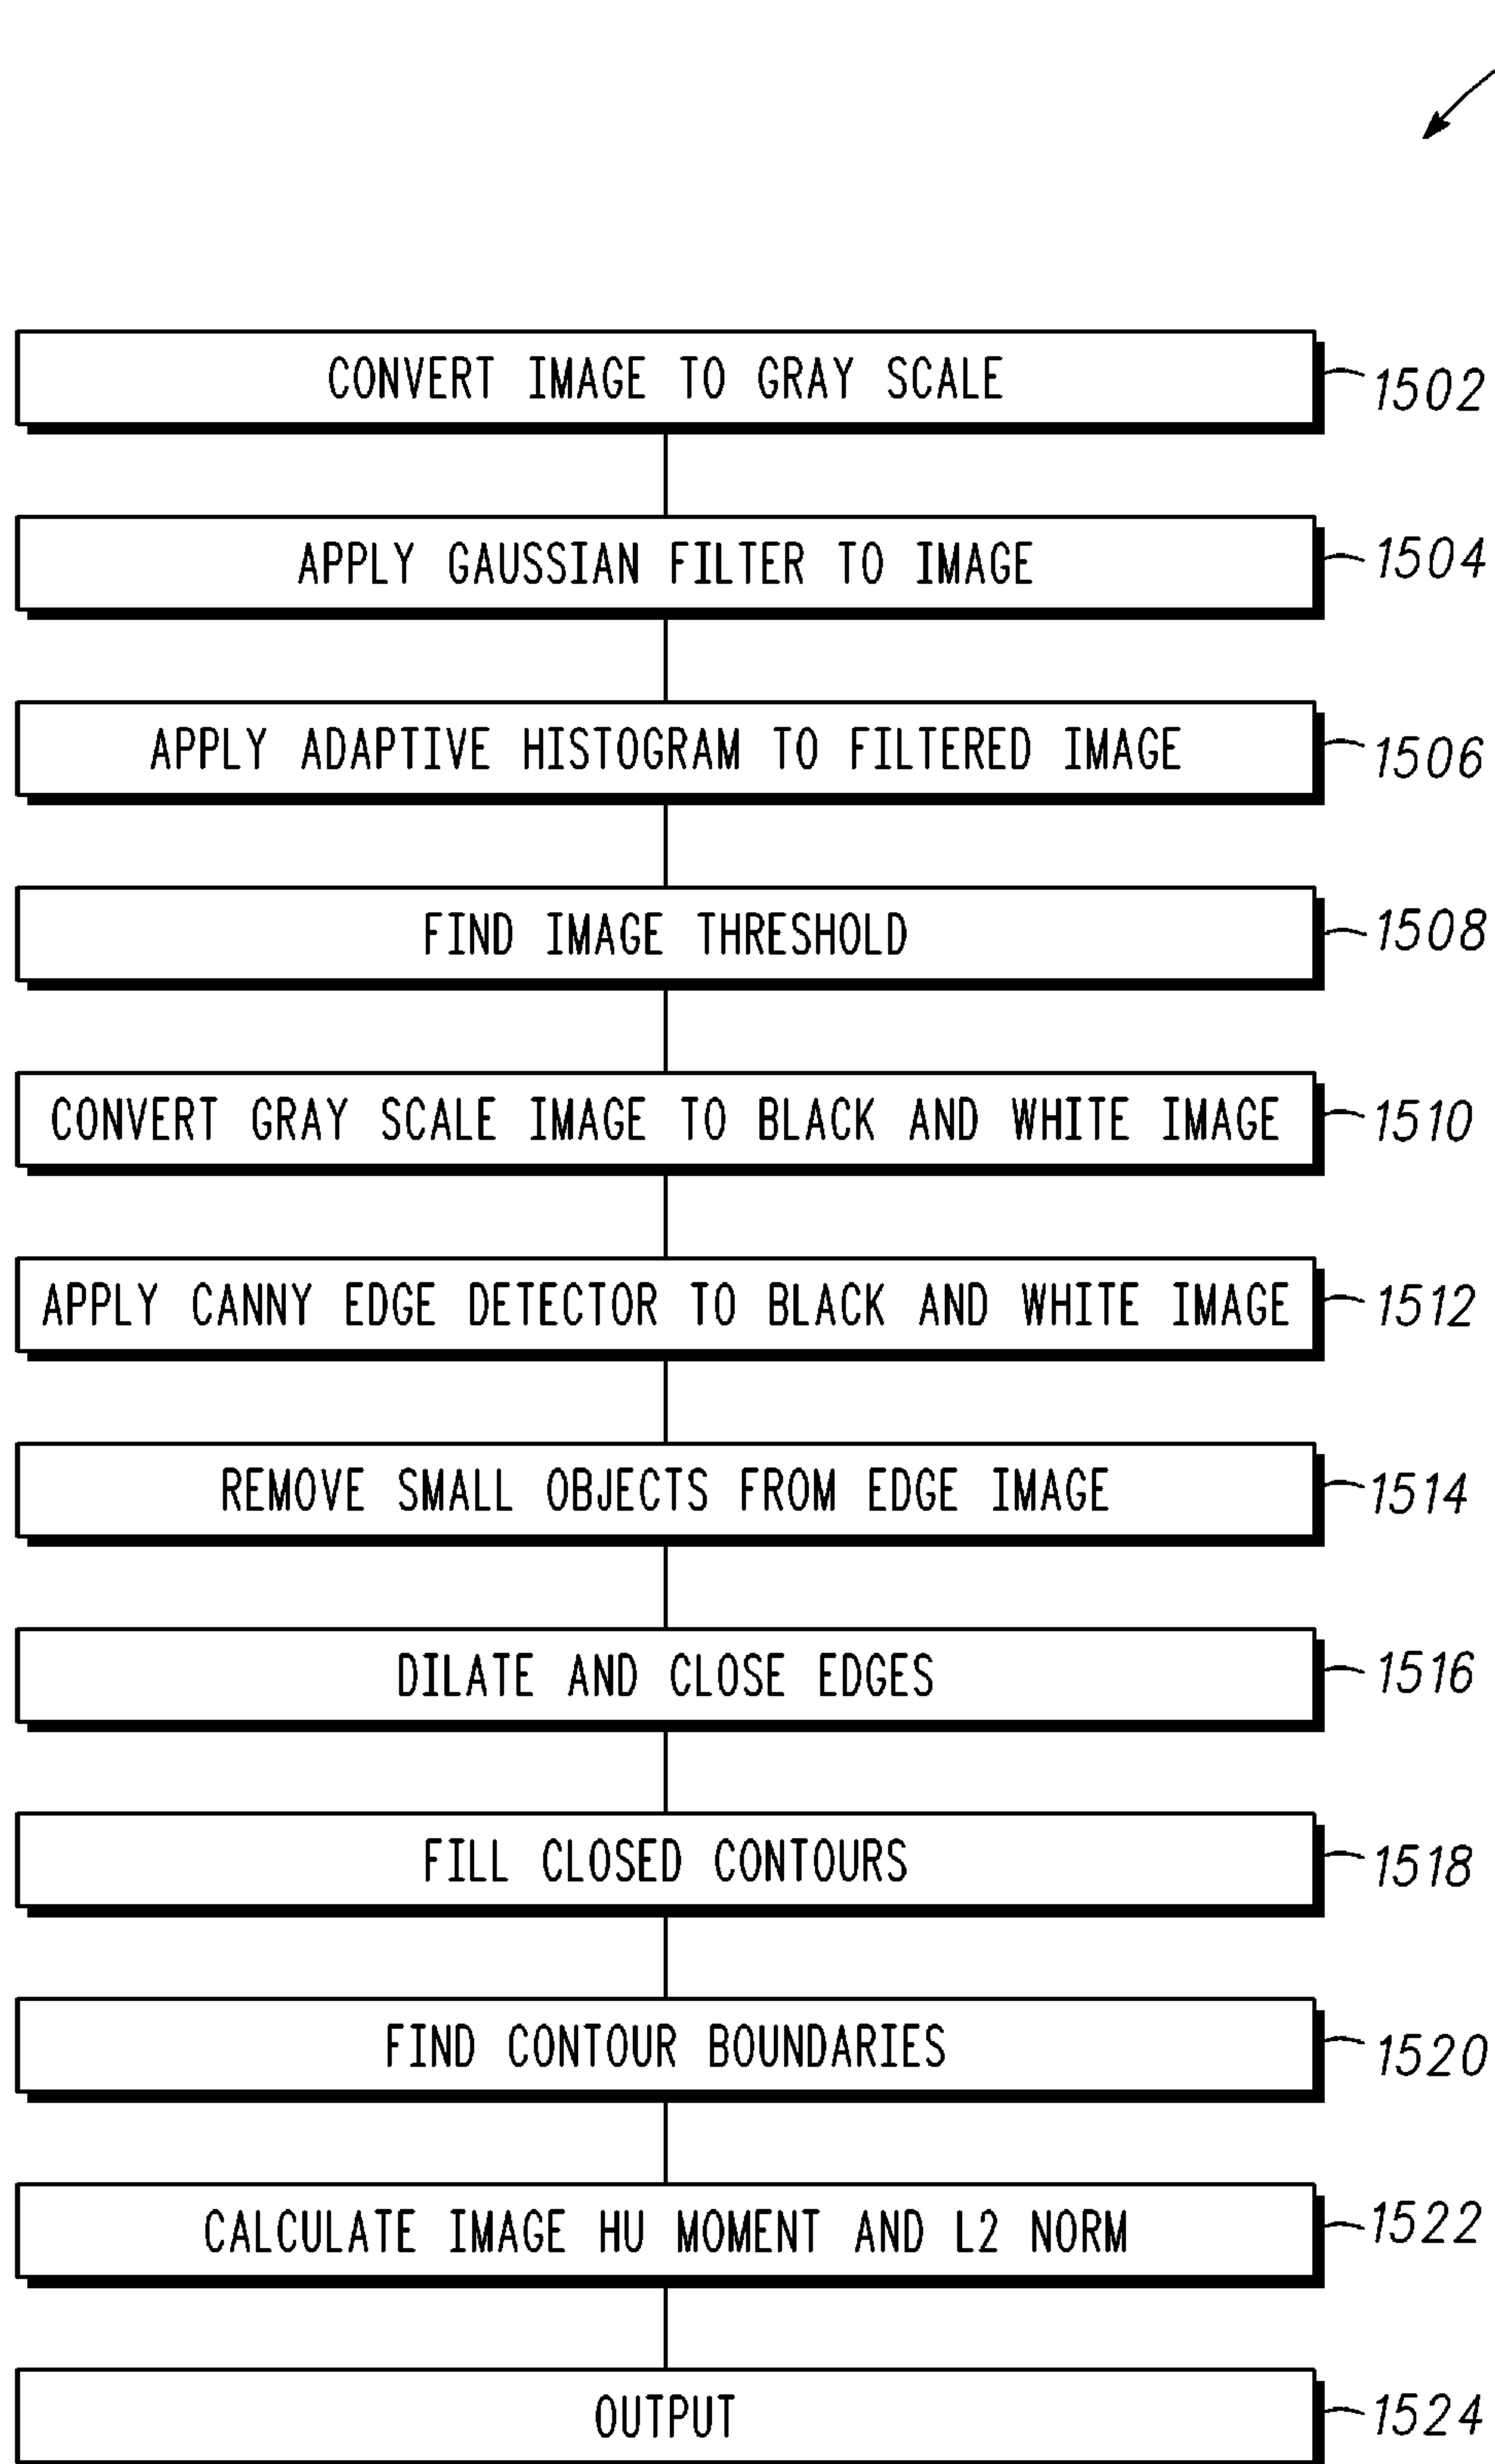 CONVERT IMAGE TO GRAY SCALE 1502
APPLY GAUSSIAN FILTER TO IMAGE 1504
APPLY ADAPTIVE HISTOGRAM TO FILTERED IMAGE 1506
FIND IMAGE THRESHOLD 1508
CONVERT GRAY SCALE IMAGE TO BLACK AND WHITE IMAGE 1510
APPLY CANNY EDGE DETECTOR TO BLACK AND WHITE IMAGE 1512
REMOVE SMALL OBJECTS FROM EDGE IMAGE 1514
DILATE AND CLOSE EDGES 1516
FILL CLOSED CONTOURS 1518
FIND CONTOUR BOUNDARIES 1520
CALCULATE IMAGE HU MOMENT AND L2 NORM 1522
OUTPUT 1524